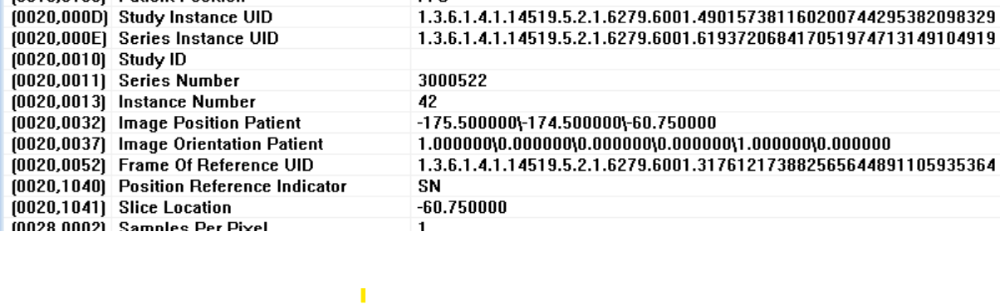 Patient Position
(0020,000D) Study Instance UID 1.3.6.1.4.1.14519.5.2.1.6279.6001.490157381160200744295382098329
(0020,000E) Series Instance UID 1.3.6.1.4.1.14519.5.2.1.6279.6001.619372068417051974713149104919
(0020,0010) Study ID
(0020,0011) Series Number 3000522
(0020,0013) Instance Number 42
(0020,0032) Image Position Patient -175.500000\-174.500000\-60.750000
(0020,0037) Image Orientation Patient 1.000000\0.000000\0.000000\0.000000\1.000000\0.000000
(0020,0052) Frame Of Reference UID 1.3.6.1.4.1.14519.5.2.1.6279.6001.317612173882565644891105935364
(0020,1040) Position Reference Indicator SN
(0020,1041) Slice Location -60.750000
(0028,0002) Samples Per Pixel 1